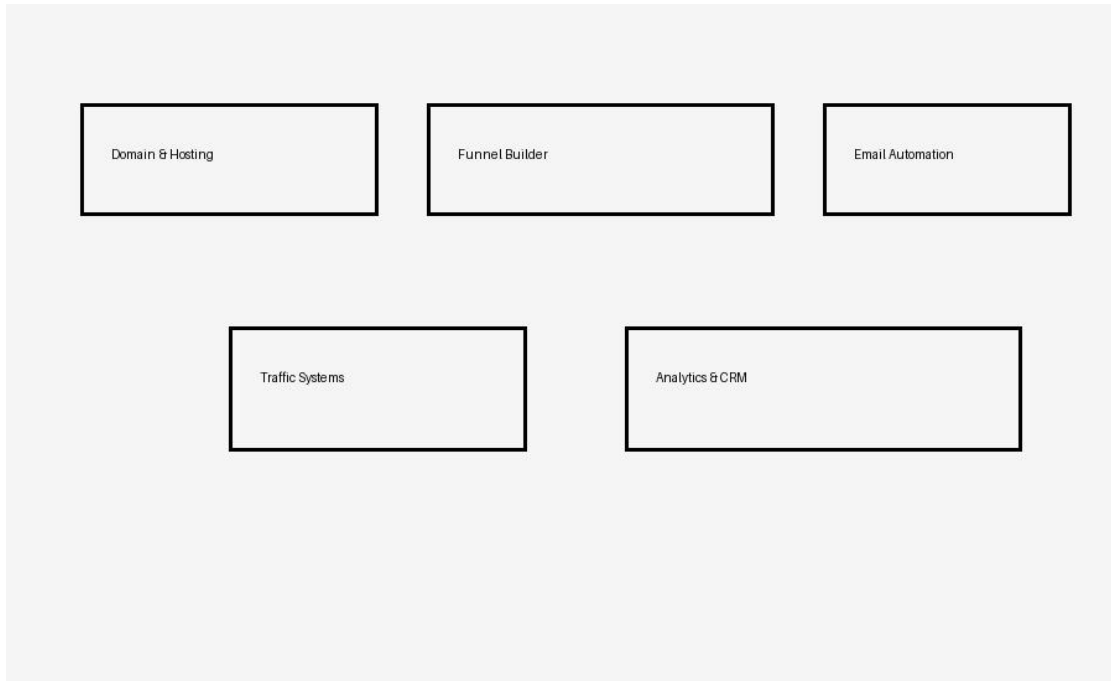 Domain & Hosting
Funnel Builder
Email Automation
Traffic Systems
Analytics & CRM